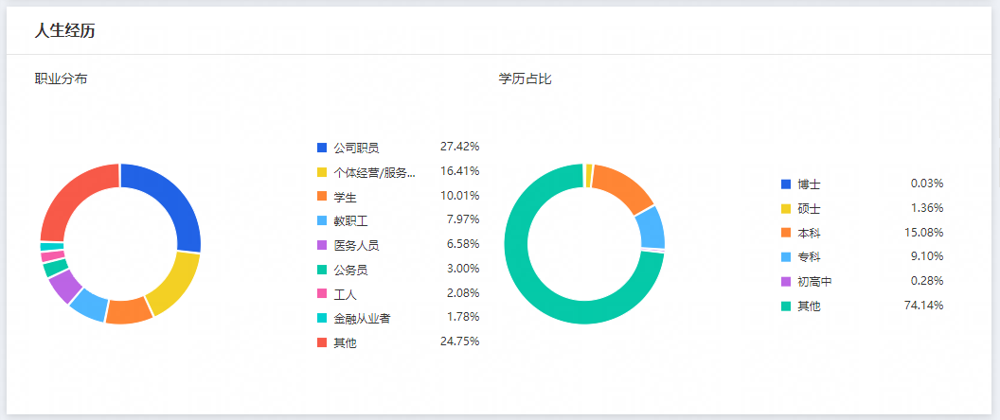 人生经历
职业分布
公司职员 27.42%
个体经营/服务... 16.41%
学生 10.01%
教职工 7.97%
医务人员 6.58%
公务员 3.00%
工人 2.08%
金融从业者 1.78%
其他 24.75%
学历占比
博士 0.03%
硕士 1.36%
本科 15.08%
专科 9.10%
初高中 0.28%
其他 74.14%